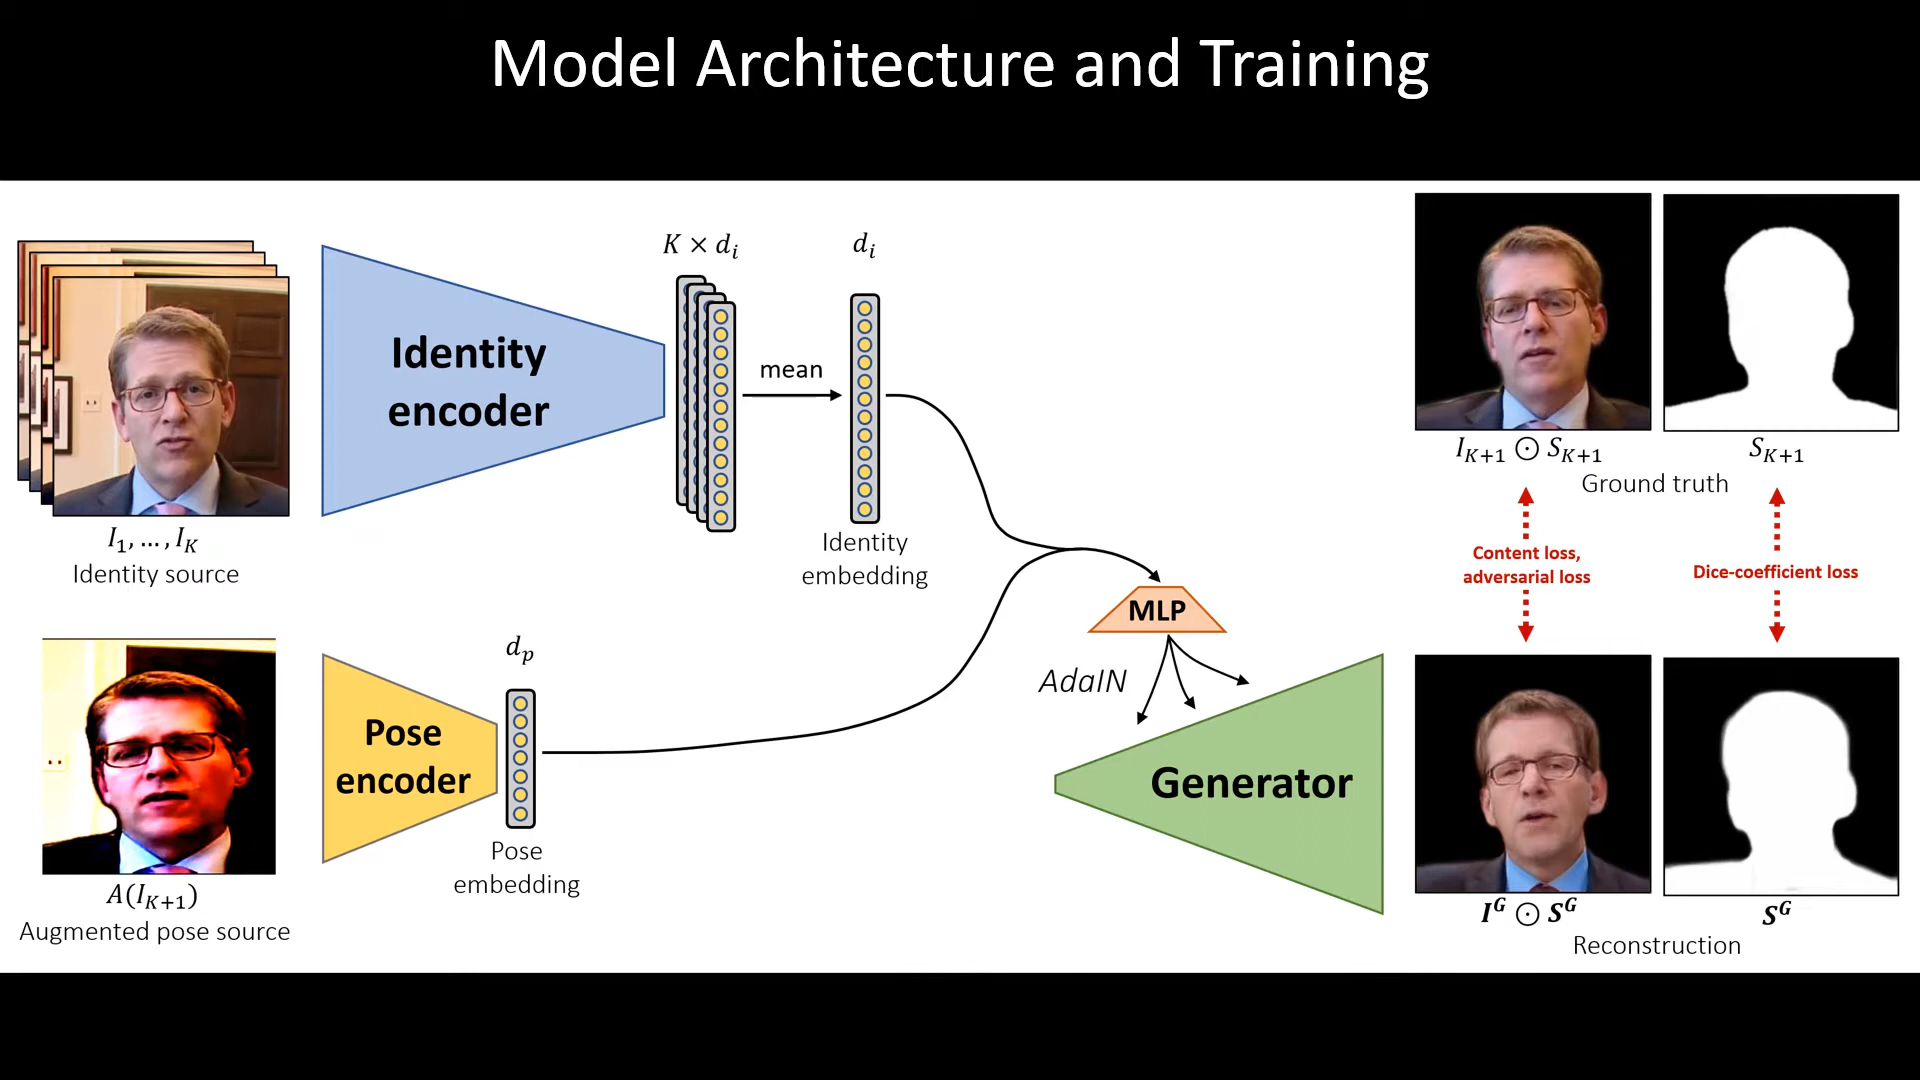 Model Architecture and Training
K × d_i
d_i
Identity
encoder
mean
I_1, … , I_K
Identity source
Identity
embedding
I_{K+1} ⊙ S_{K+1}
S_{K+1}
Ground truth
Content loss,
adversarial loss
Dice-coefficient loss
MLP
AdaIN
d_p
Pose
encoder
Pose
embedding
Generator
A(I_{K+1})
Augmented pose source
I^G ⊙ S^G
S^G
Reconstruction